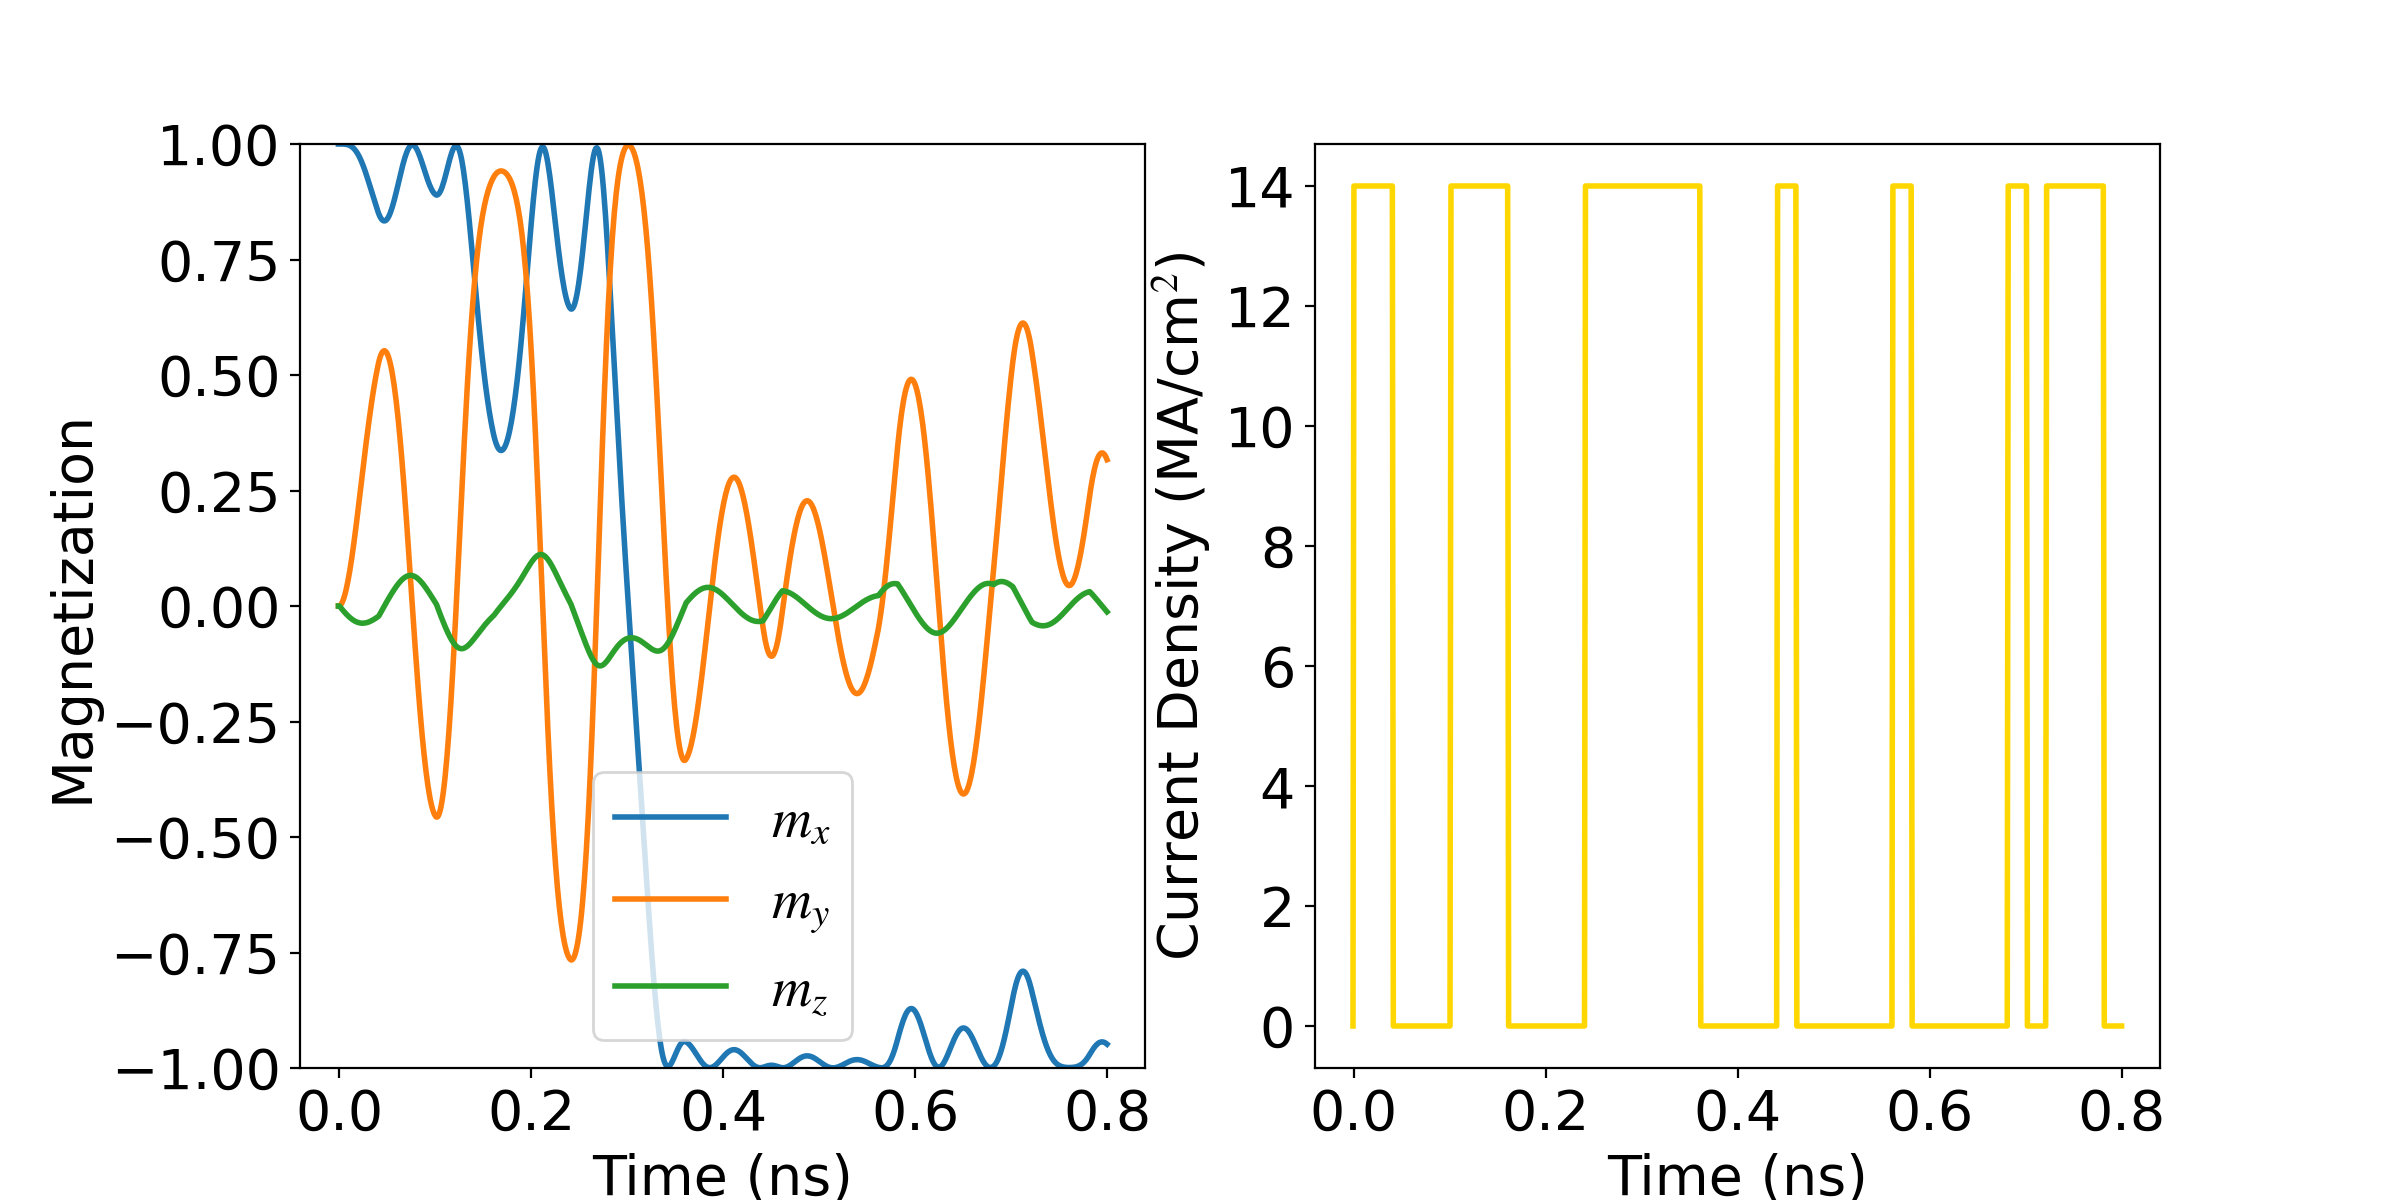 Magnetization
1.00
0.75
0.50
0.25
0.00
−0.25
−0.50
−0.75
−1.00
0.0 0.2 0.4 0.6 0.8
Time (ns)
m_x
m_y
m_z
Current Density (MA/cm²)
14
12
10
8
6
4
2
0
0.0 0.2 0.4 0.6 0.8
Time (ns)